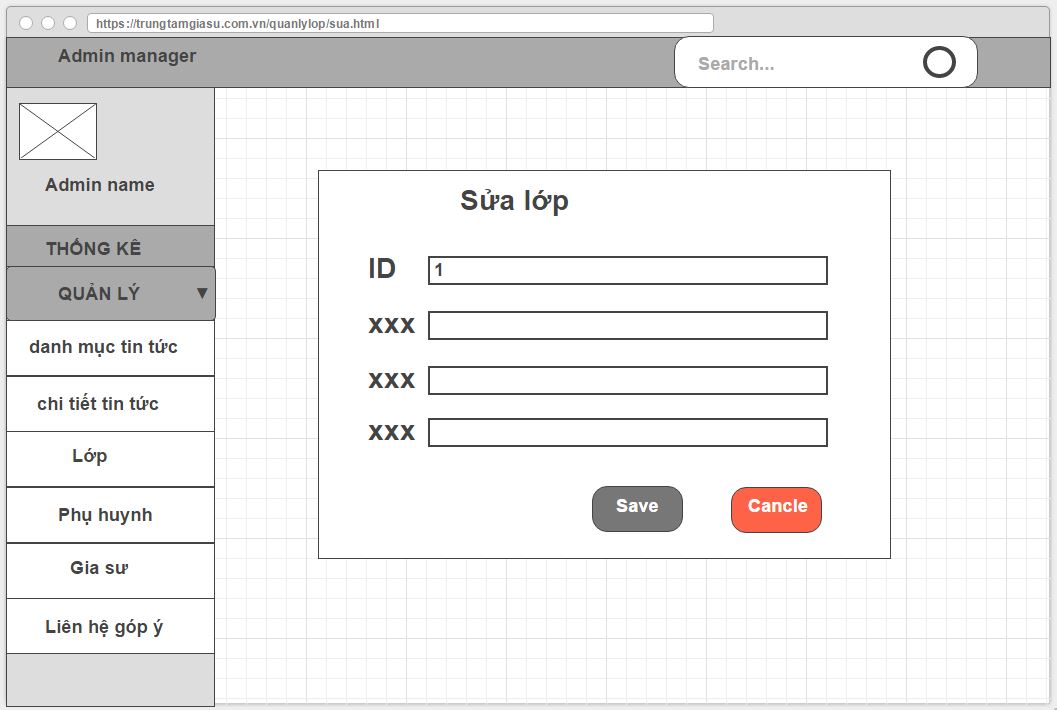 https://trungtamgiasu.com.vn/quanlylop/sua.html
Admin manager
Search...
Admin name
THỐNG KÊ
QUẢN LÝ ▼
danh mục tin tức
chi tiết tin tức
Lớp
Phụ huynh
Gia sư
Liên hệ góp ý
Sửa lớp
ID 1
xxx
xxx
xxx
Save Cancle